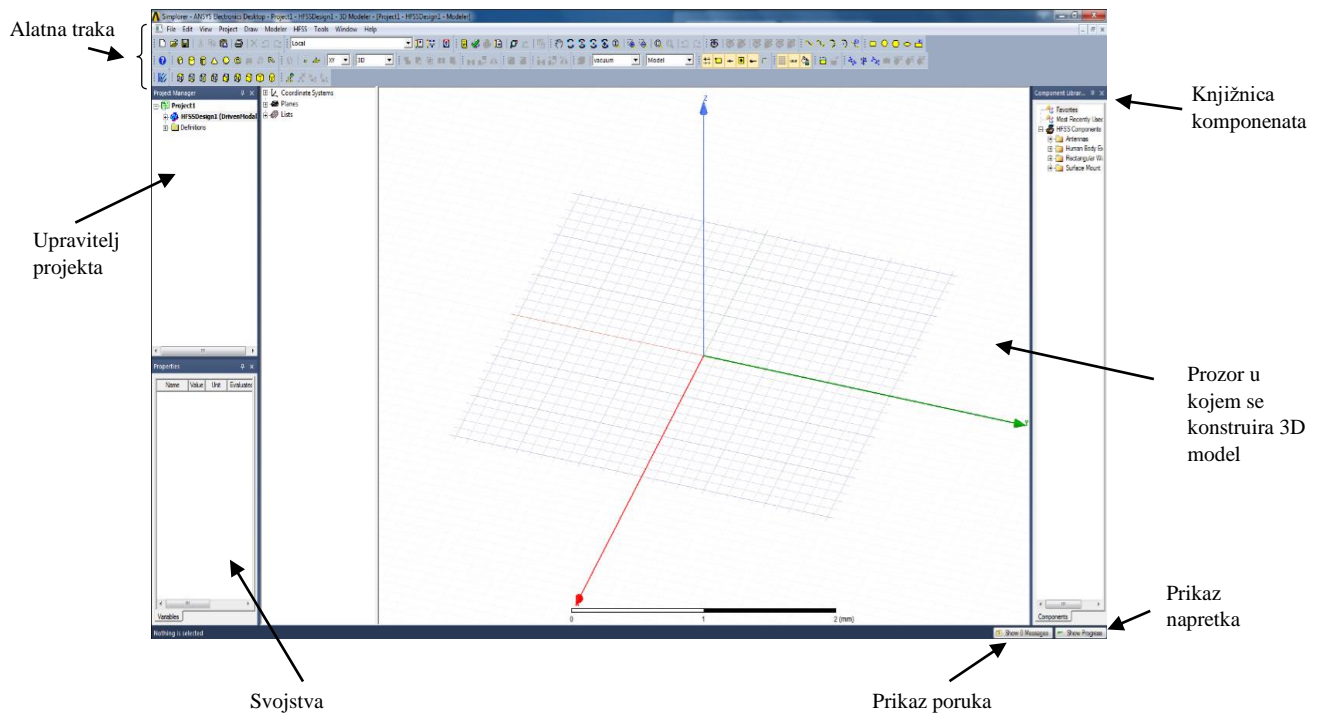 Alatna traka
Simplorer - ANSYS Electronics Desktop - Project1 - HFSSDesign1 - 3D Modeler - [Project1 - HFSSDesign1 - Modeler]
File Edit View Project Draw Modeler HFSS Tools Window Help
Local
XY 3D vacuum Model
Project Manager
Project1
HFSSDesign1 (DrivenModal
Definitions
Coordinate Systems
Planes
Lists
Z
Component Librar...
Favorites
Most Recently Used
HFSS Components
Antennas
Human Body Ex
Rectangular Wa
Surface Mount
Knjižnica
komponenata
Upravitelj
projekta
Properties
Name Value Unit Evaluated
Y
Prozor u
kojem se
konstruira 3D
model
0 1 2 (mm)
Variables
Components
Nothing is selected
Show 0 Messages Show Progress
Prikaz
napretka
Svojstva
Prikaz poruka